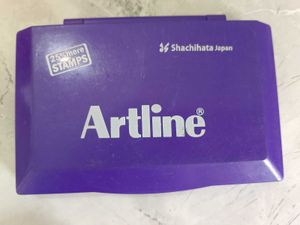 25% more
STAMPS
Shachihata Japan
Artline®